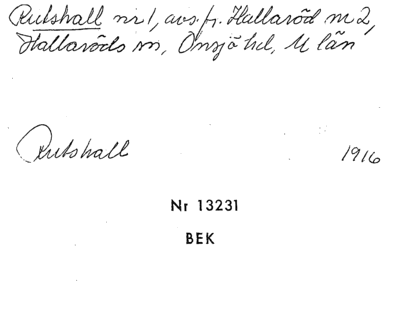 Rutshall nr 1, avs. fr. Hallaröd nr 2,
Hallaröds sn, Onsjö hd, M län
Rutshall 1916
Nr 13231
BEK